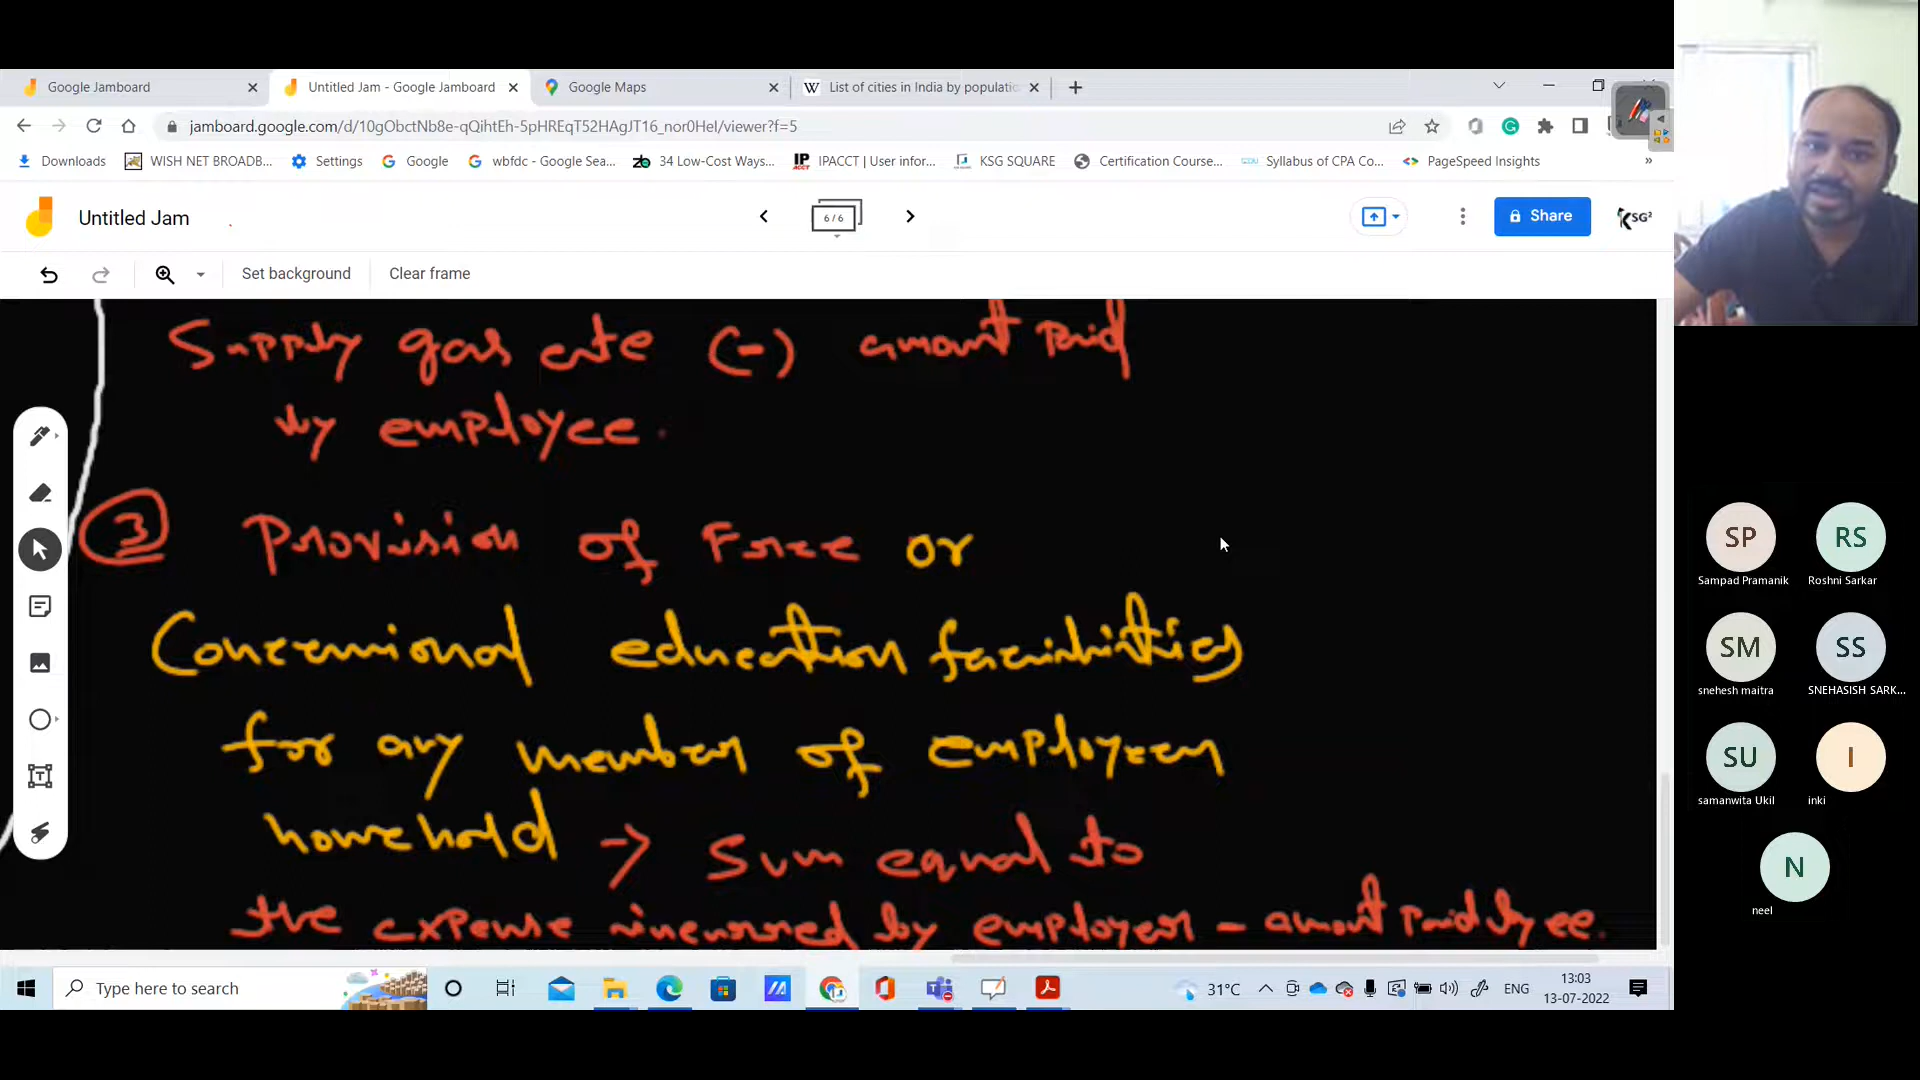 Google Jamboard
Untitled Jam - Google Jamboard
Google Maps
List of cities in India by populatio
jamboard.google.com/d/10gObctNb8e-qQihtEh-5pHREqT52HAgJT16_nor0HeI/viewer?f=5
Downloads
WISH NET BROADB...
Settings
Google
wbfdc - Google Sea...
34 Low-Cost Ways...
IPACCT | User infor...
KSG SQUARE
Certification Course...
Syllabus of CPA Co...
PageSpeed Insights
»
Untitled Jam
6 / 6
Share
KSG²
Set background
Clear frame
Supply gas etc (-) amount paid
by employee.
3 Provision of Free or
Concessional education facilities
for any member of employees
household → Sum equal to
the expense incurred by employer - amount paid by ee.
SP
Sampad Pramanik
RS
Roshni Sarkar
SM
snehesh maitra
SS
SNEHASISH SARK...
SU
samanwita Ukil
I
inki
N
neel
Type here to search
31°C
ENG
13:03
13-07-2022